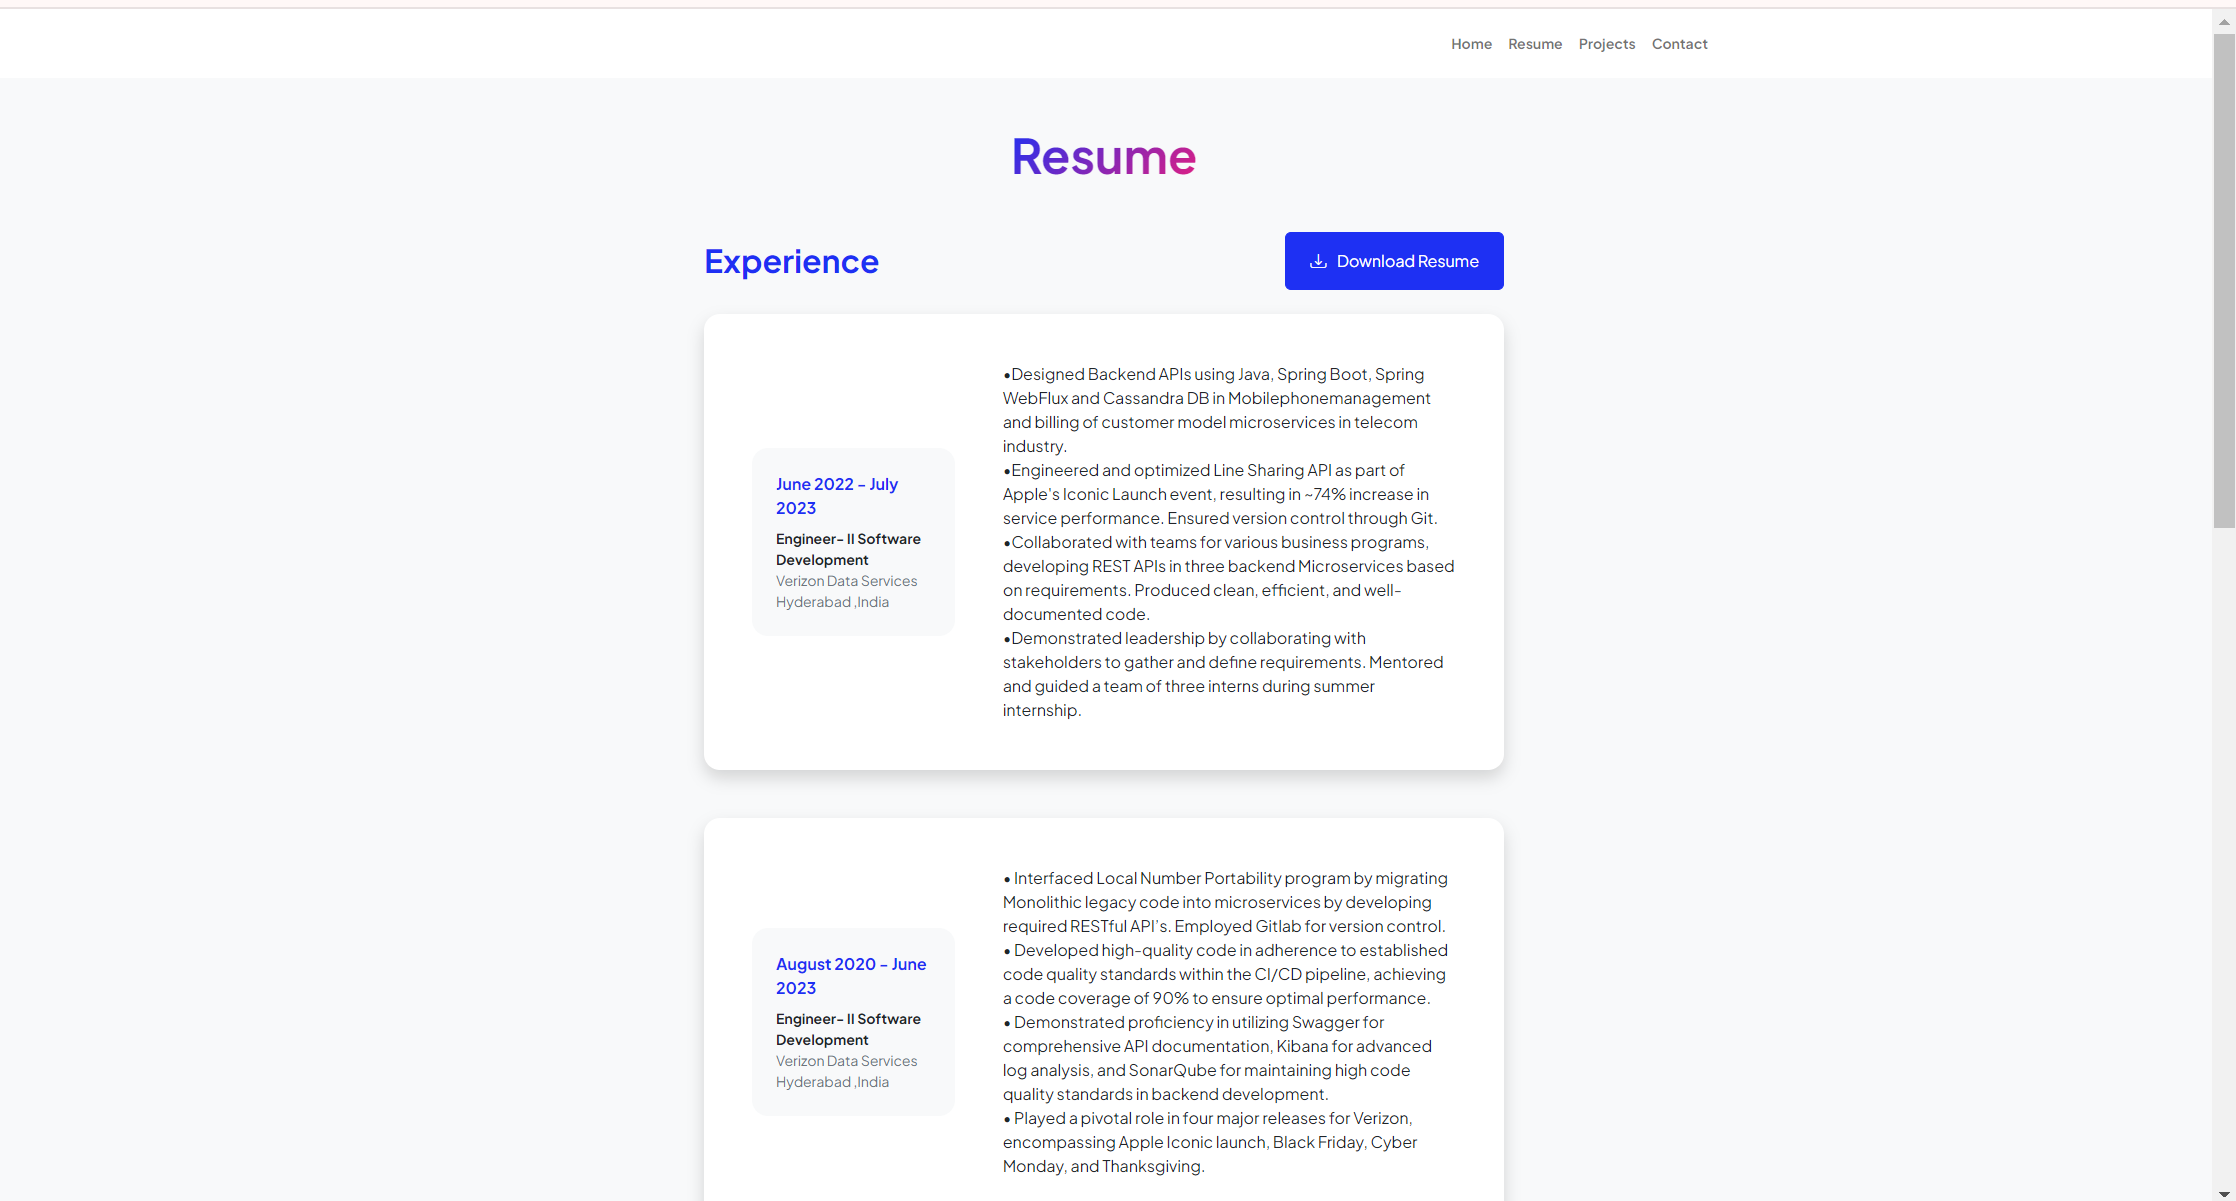 Home Resume Projects Contact
Resume
Experience
Download Resume
June 2022 - July
2023
Engineer- II Software
Development
Verizon Data Services
Hyderabad ,India
•Designed Backend APIs using Java, Spring Boot, Spring
WebFlux and Cassandra DB in Mobilephonemanagement
and billing of customer model microservices in telecom
industry.
•Engineered and optimized Line Sharing API as part of
Apple's Iconic Launch event, resulting in ~74% increase in
service performance. Ensured version control through Git.
•Collaborated with teams for various business programs,
developing REST APIs in three backend Microservices based
on requirements. Produced clean, efficient, and well-
documented code.
•Demonstrated leadership by collaborating with
stakeholders to gather and define requirements. Mentored
and guided a team of three interns during summer
internship.
August 2020 - June
2023
Engineer- II Software
Development
Verizon Data Services
Hyderabad ,India
• Interfaced Local Number Portability program by migrating
Monolithic legacy code into microservices by developing
required RESTful API's. Employed Gitlab for version control.
• Developed high-quality code in adherence to established
code quality standards within the CI/CD pipeline, achieving
a code coverage of 90% to ensure optimal performance.
• Demonstrated proficiency in utilizing Swagger for
comprehensive API documentation, Kibana for advanced
log analysis, and SonarQube for maintaining high code
quality standards in backend development.
• Played a pivotal role in four major releases for Verizon,
encompassing Apple Iconic launch, Black Friday, Cyber
Monday, and Thanksgiving.